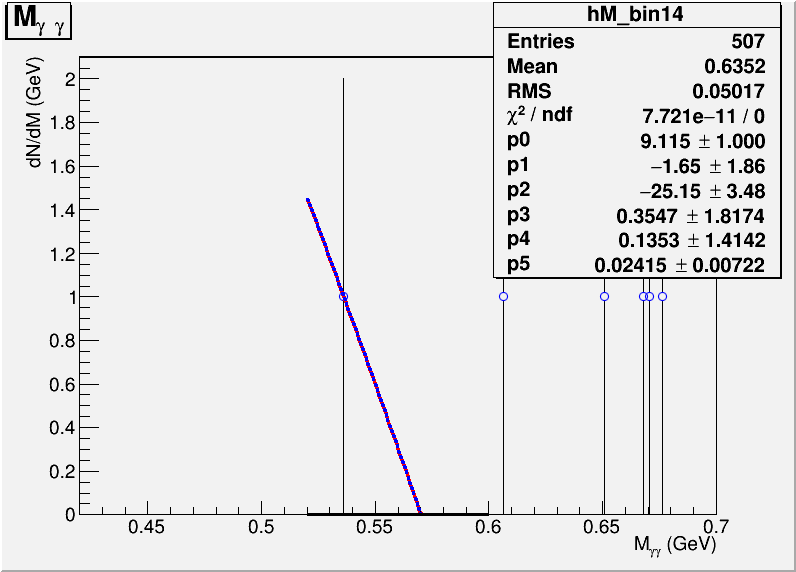 M γ γ
hM_bin14
Entries 507
Mean 0.6352
RMS 0.05017
χ² / ndf 7.721e−11 / 0
p0 9.115 ± 1.000
p1 −1.65 ± 1.86
p2 −25.15 ± 3.48
p3 0.3547 ± 1.8174
p4 0.1353 ± 1.4142
p5 0.02415 ± 0.00722
dN/dM (GeV)
2
1.8
1.6
1.4
1.2
1
0.8
0.6
0.4
0.2
0
0.45 0.5 0.55 0.6 0.65 0.7
Mγγ (GeV)